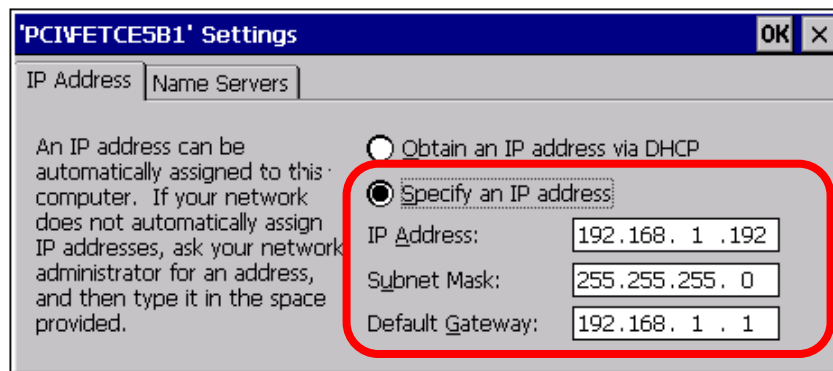 'PCI\FETCE5B1' Settings OK ×
IP Address Name Servers
An IP address can be
automatically assigned to this
computer. If your network
does not automatically assign
IP addresses, ask your network
administrator for an address,
and then type it in the space
provided.
Obtain an IP address via DHCP
Specify an IP address
IP Address: 192.168. 1 .192
Subnet Mask: 255.255.255. 0
Default Gateway: 192.168. 1 . 1